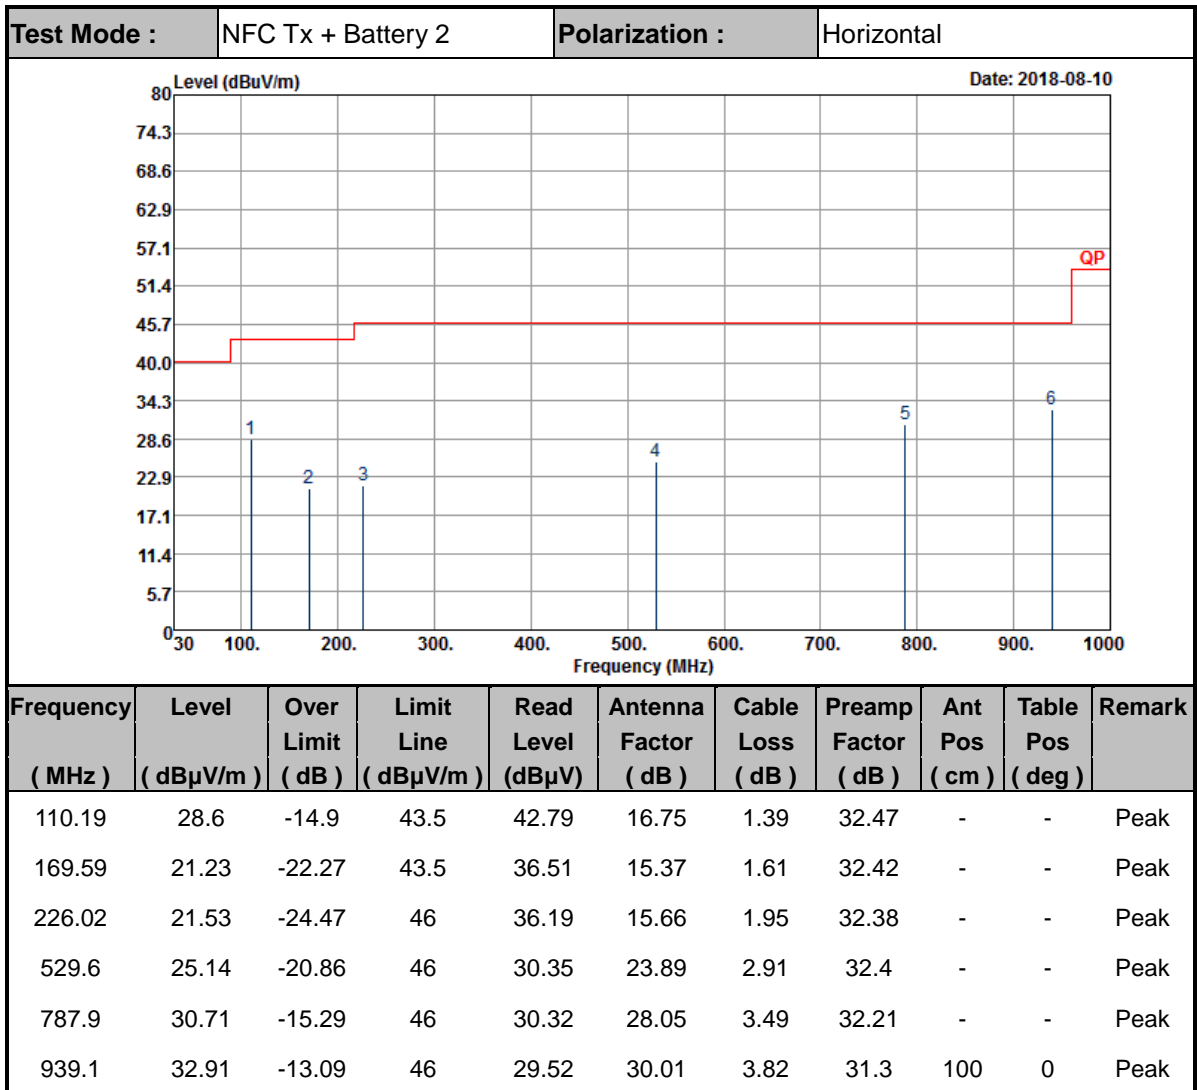 Test Mode : NFC Tx + Battery 2 Polarization : Horizontal
Level (dBuV/m) Date: 2018-08-10
80
74.3
68.6
62.9
57.1
QP
51.4
45.7
40.0
34.3
6
5
1
28.6
4
3
2
22.9
17.1
11.4
5.7
0
30 100. 200. 300. 400. 500. 600. 700. 800. 900. 1000
Frequency (MHz)
Frequency Level Over Limit Read Antenna Cable Preamp Ant Table Remark
Limit Line Level Factor Loss Factor Pos Pos
( MHz ) ( dBµV/m ) ( dB ) ( dBµV/m ) (dBµV) ( dB ) ( dB ) ( dB ) ( cm ) ( deg )
110.19 28.6 -14.9 43.5 42.79 16.75 1.39 32.47 - - Peak
169.59 21.23 -22.27 43.5 36.51 15.37 1.61 32.42 - - Peak
226.02 21.53 -24.47 46 36.19 15.66 1.95 32.38 - - Peak
529.6 25.14 -20.86 46 30.35 23.89 2.91 32.4 - - Peak
787.9 30.71 -15.29 46 30.32 28.05 3.49 32.21 - - Peak
939.1 32.91 -13.09 46 29.52 30.01 3.82 31.3 100 0 Peak